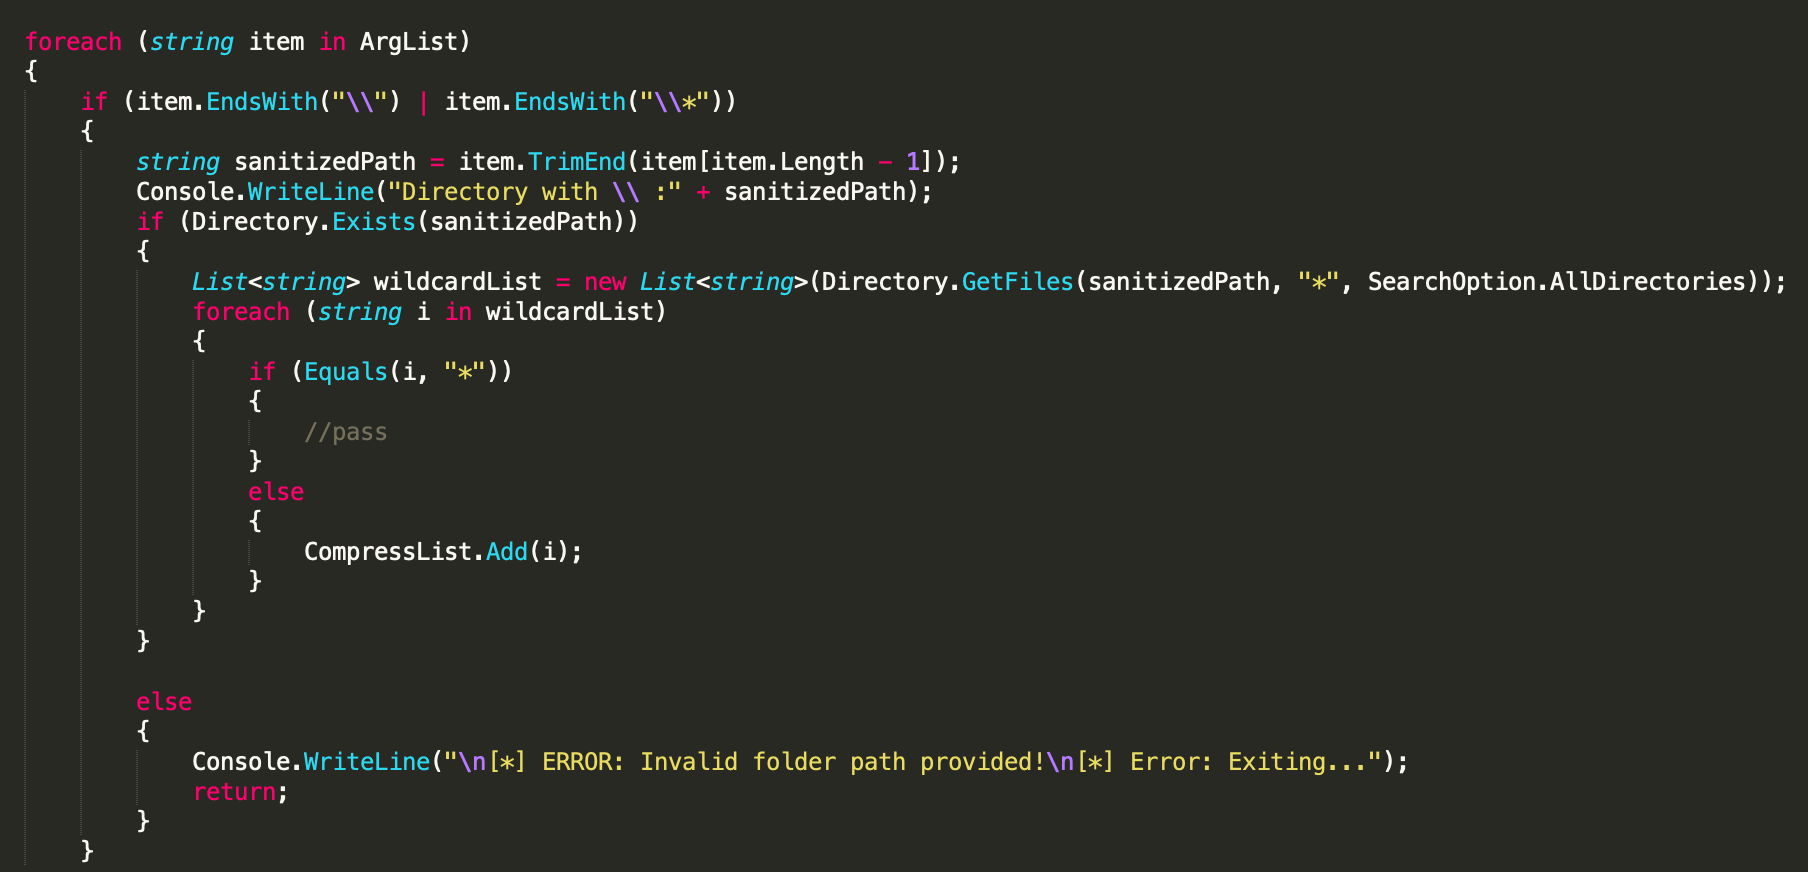 foreach (string item in ArgList)
{
    if (item.EndsWith("\\") | item.EndsWith("\\*"))
    {
        string sanitizedPath = item.TrimEnd(item[item.Length - 1]);
        Console.WriteLine("Directory with \\ :" + sanitizedPath);
        if (Directory.Exists(sanitizedPath))
        {
            List<string> wildcardList = new List<string>(Directory.GetFiles(sanitizedPath, "*", SearchOption.AllDirectories));
            foreach (string i in wildcardList)
            {
                if (Equals(i, "*"))
                {
                    //pass
                }
                else
                {
                    CompressList.Add(i);
                }
            }
        }

        else
        {
            Console.WriteLine("\n[*] ERROR: Invalid folder path provided!\n[*] Error: Exiting...");
            return;
        }
    }